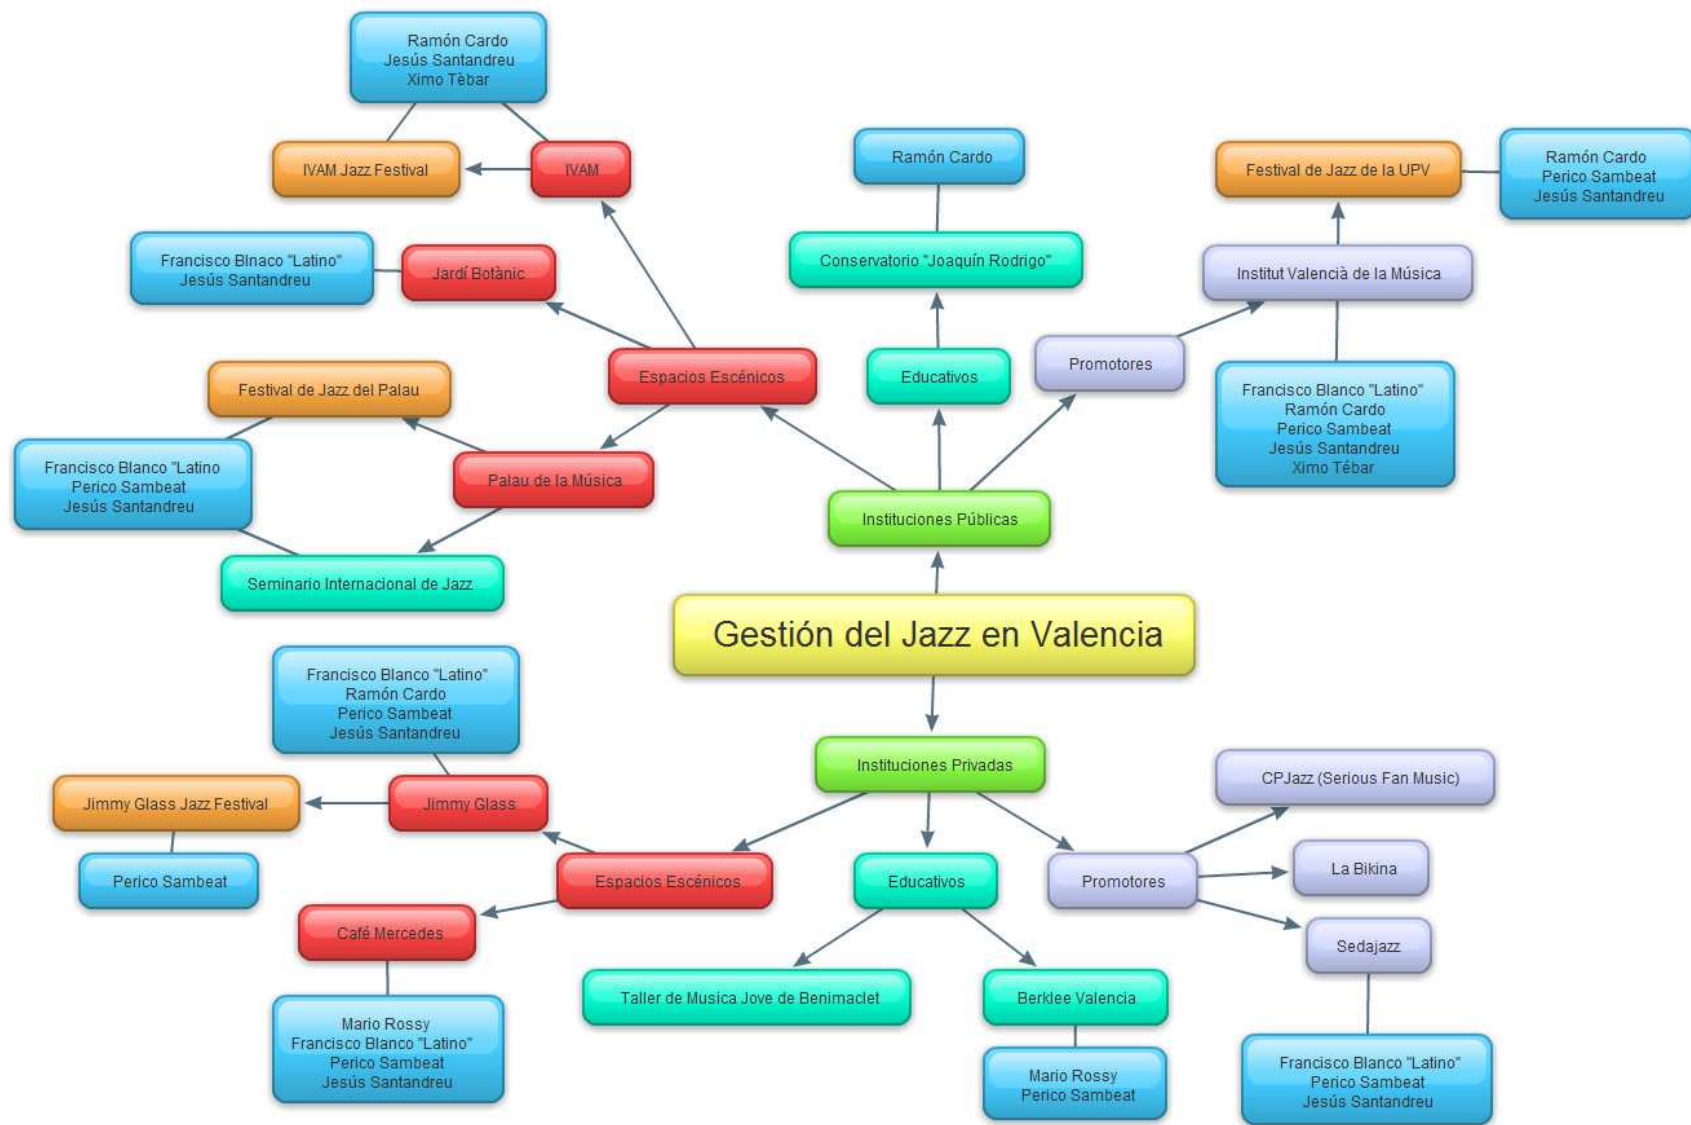 Ramón Cardo
Jesús Santandreu
Ximo Tèbar
IVAM Jazz Festival
IVAM
Ramón Cardo
Festival de Jazz de la UPV
Ramón Cardo
Perico Sambeat
Jesús Santandreu
Francisco Blnaco "Latino"
Jesús Santandreu
Jardí Botànic
Conservatorio "Joaquín Rodrigo"
Institut Valencià de la Música
Festival de Jazz del Palau
Espacios Escénicos
Educativos
Promotores
Francisco Blanco "Latino"
Ramón Cardo
Perico Sambeat
Jesús Santandreu
Ximo Tébar
Francisco Blanco "Latino
Perico Sambeat
Jesús Santandreu
Palau de la Música
Instituciones Públicas
Seminario Internacional de Jazz
Gestión del Jazz en Valencia
Francisco Blanco "Latino"
Ramón Cardo
Perico Sambeat
Jesús Santandreu
Instituciones Privadas
CPJazz (Serious Fan Music)
Jimmy Glass Jazz Festival
Jimmy Glass
Perico Sambeat
Espacios Escénicos
Educativos
Promotores
La Bikina
Café Mercedes
Sedajazz
Taller de Musica Jove de Benimaclet
Berklee Valencia
Mario Rossy
Francisco Blanco "Latino"
Perico Sambeat
Jesús Santandreu
Mario Rossy
Perico Sambeat
Francisco Blanco "Latino"
Perico Sambeat
Jesús Santandreu